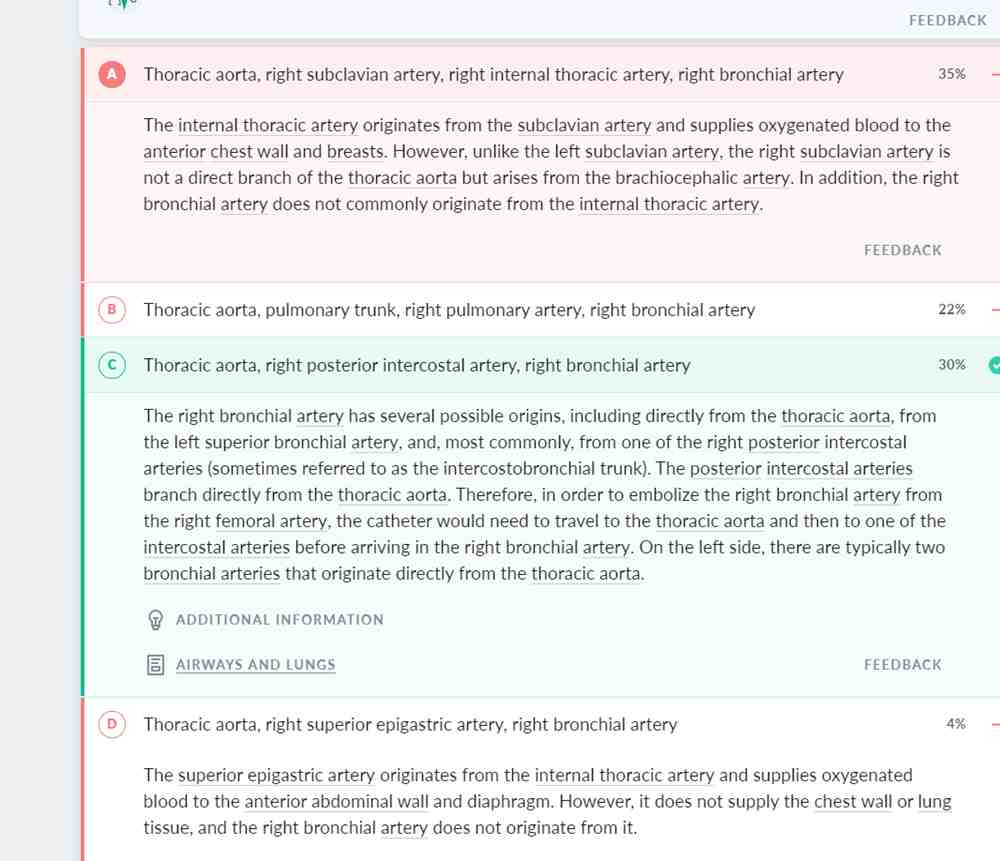 FEEDBACK
A Thoracic aorta, right subclavian artery, right internal thoracic artery, right bronchial artery 35%
The internal thoracic artery originates from the subclavian artery and supplies oxygenated blood to the
anterior chest wall and breasts. However, unlike the left subclavian artery, the right subclavian artery is
not a direct branch of the thoracic aorta but arises from the brachiocephalic artery. In addition, the right
bronchial artery does not commonly originate from the internal thoracic artery.
FEEDBACK
B Thoracic aorta, pulmonary trunk, right pulmonary artery, right bronchial artery 22%
C Thoracic aorta, right posterior intercostal artery, right bronchial artery 30%
The right bronchial artery has several possible origins, including directly from the thoracic aorta, from
the left superior bronchial artery, and, most commonly, from one of the right posterior intercostal
arteries (sometimes referred to as the intercostobronchial trunk). The posterior intercostal arteries
branch directly from the thoracic aorta. Therefore, in order to embolize the right bronchial artery from
the right femoral artery, the catheter would need to travel to the thoracic aorta and then to one of the
intercostal arteries before arriving in the right bronchial artery. On the left side, there are typically two
bronchial arteries that originate directly from the thoracic aorta.
ADDITIONAL INFORMATION
AIRWAYS AND LUNGS FEEDBACK
D Thoracic aorta, right superior epigastric artery, right bronchial artery 4%
The superior epigastric artery originates from the internal thoracic artery and supplies oxygenated
blood to the anterior abdominal wall and diaphragm. However, it does not supply the chest wall or lung
tissue, and the right bronchial artery does not originate from it.